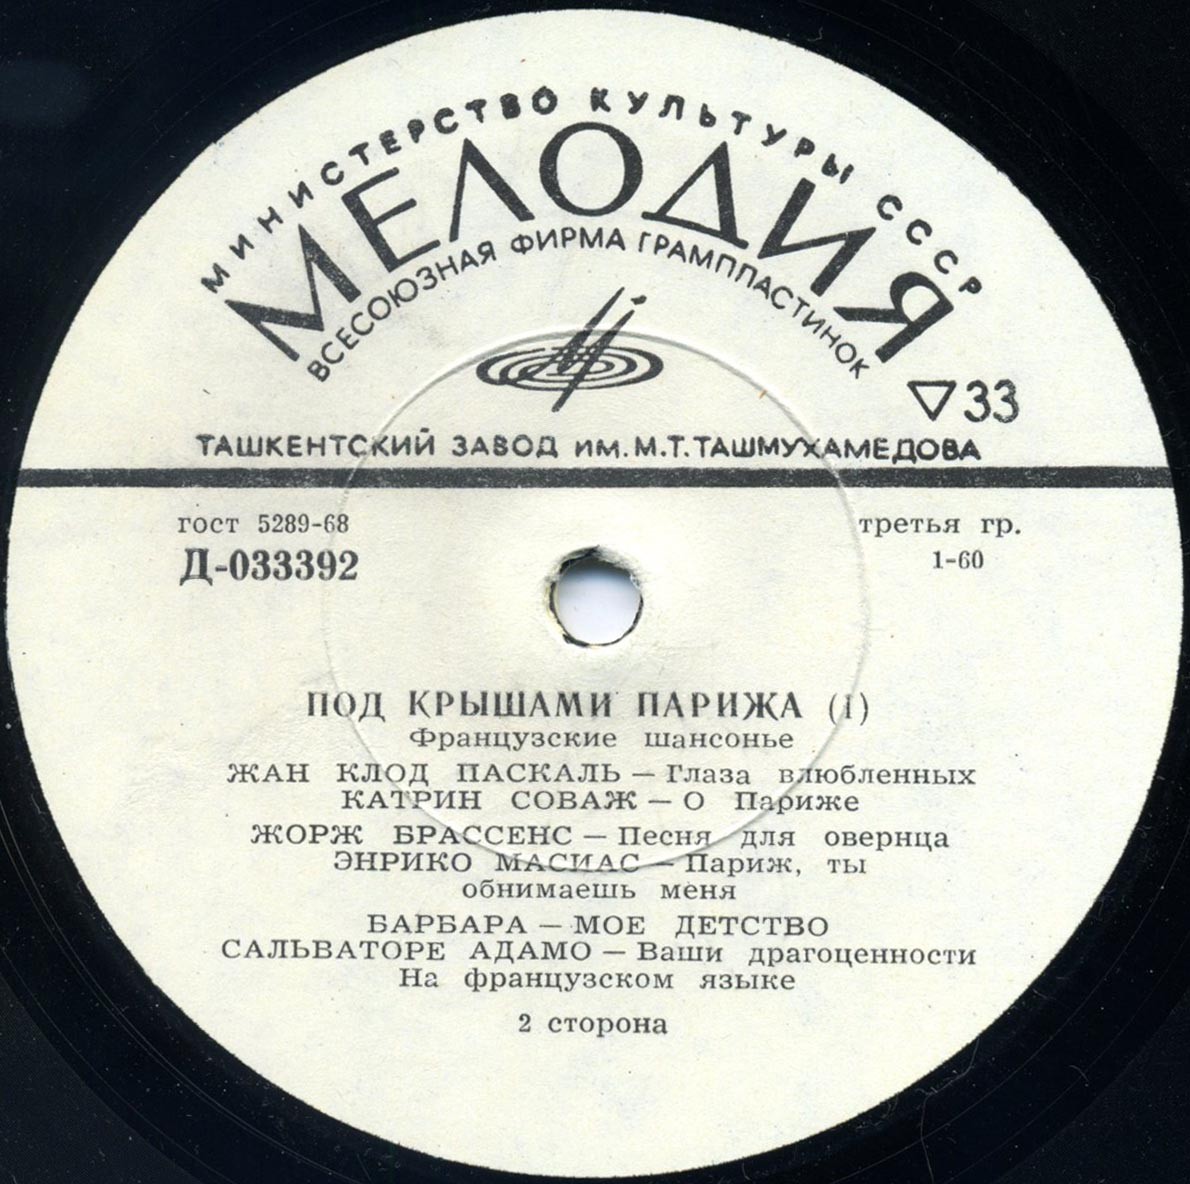 МИНИСТЕРСТВО КУЛЬТУРЫ СССР
МЕЛОДИЯ
ВСЕСОЮЗНАЯ ФИРМА ГРАМПЛАСТИНОК
▽33
ТАШКЕНТСКИЙ ЗАВОД им. М.Т. ТАШМУХАМЕДОВА
гост 5289-68
третья гр.
Д-033392
1-60
ПОД КРЫШАМИ ПАРИЖА (I)
Французские шансонье
ЖАН КЛОД ПАСКАЛЬ — Глаза влюбленных
КАТРИН СОВАЖ — О Париже
ЖОРЖ БРАССЕНС — Песня для овернца
ЭНРИКО МАСИАС — Париж, ты
обнимаешь меня
БАРБАРА — МОЕ ДЕТСТВО
САЛЬВАТОРЕ АДАМО — Ваши драгоценности
На французском языке
2 сторона